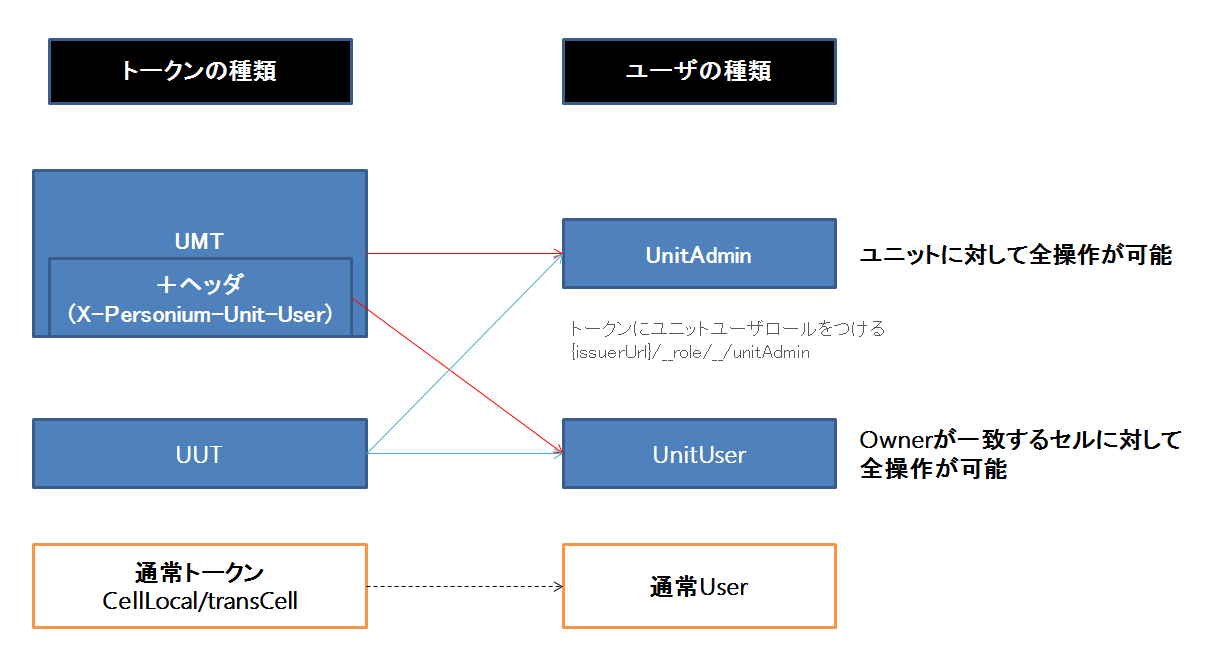 トークンの種類
ユーザの種類
UMT
＋ヘッダ
（X-Personium-Unit-User）
UnitAdmin
ユニットに対して全操作が可能
トークンにユニットユーザロールをつける
{issuerUrl}/__role/__/unitAdmin
UUT
UnitUser
Ownerが一致するセルに対して
全操作が可能
通常トークン
CellLocal/transCell
通常User